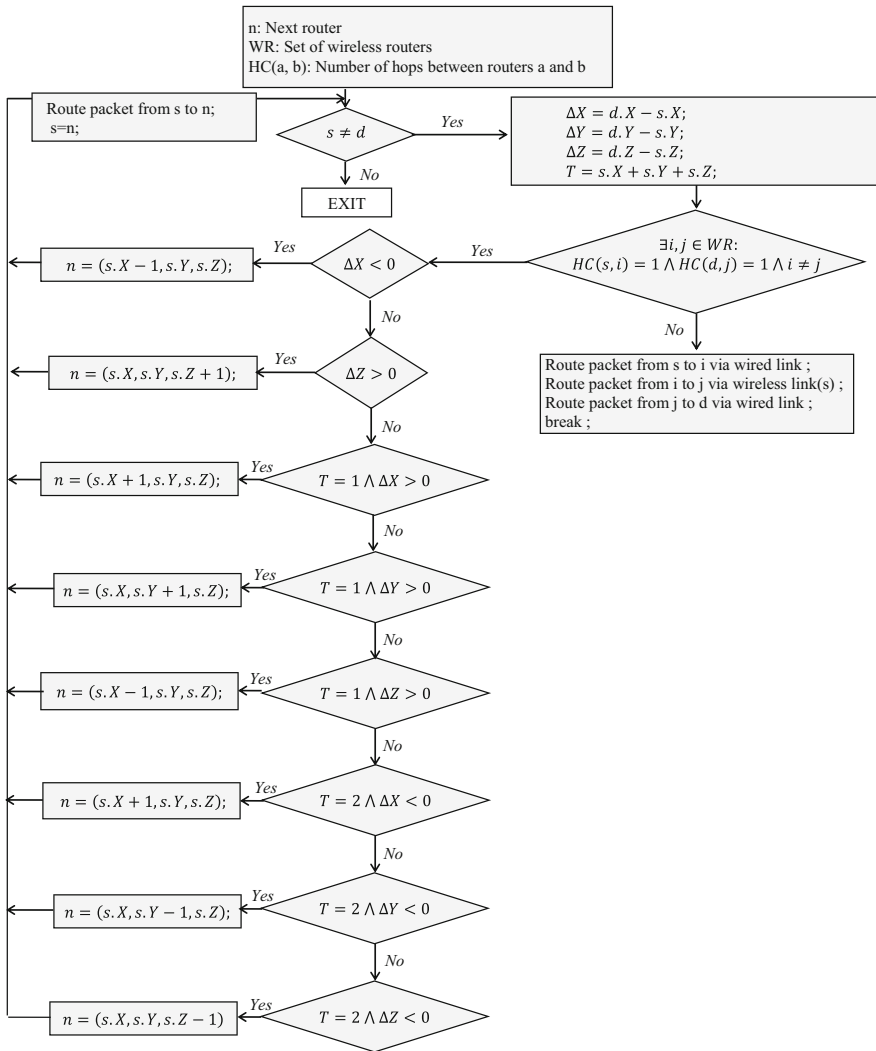 n: Next router
WR: Set of wireless routers
HC(a, b): Number of hops between routers a and b
Route packet from s to n;
s=n;
s ≠ d
Yes
No
EXIT
ΔX = d.X − s.X;
ΔY = d.Y − s.Y;
ΔZ = d.Z − s.Z;
T = s.X + s.Y + s.Z;
∃i, j ∈ WR:
HC(s, i) = 1 ⋀ HC(d, j) = 1 ⋀ i ≠ j
Yes
No
Route packet from s to i via wired link ;
Route packet from i to j via wireless link(s) ;
Route packet from j to d via wired link ;
break ;
ΔX < 0
Yes
n = (s.X − 1, s.Y, s.Z);
No
ΔZ > 0
Yes
n = (s.X, s.Y, s.Z + 1);
No
T = 1 ⋀ ΔX > 0
Yes
n = (s.X + 1, s.Y, s.Z);
No
T = 1 ⋀ ΔY > 0
Yes
n = (s.X, s.Y + 1, s.Z);
No
T = 1 ⋀ ΔZ > 0
Yes
n = (s.X − 1, s.Y, s.Z);
No
T = 2 ⋀ ΔX < 0
Yes
n = (s.X + 1, s.Y, s.Z);
No
T = 2 ⋀ ΔY < 0
Yes
n = (s.X, s.Y − 1, s.Z);
No
T = 2 ⋀ ΔZ < 0
Yes
n = (s.X, s.Y, s.Z − 1)